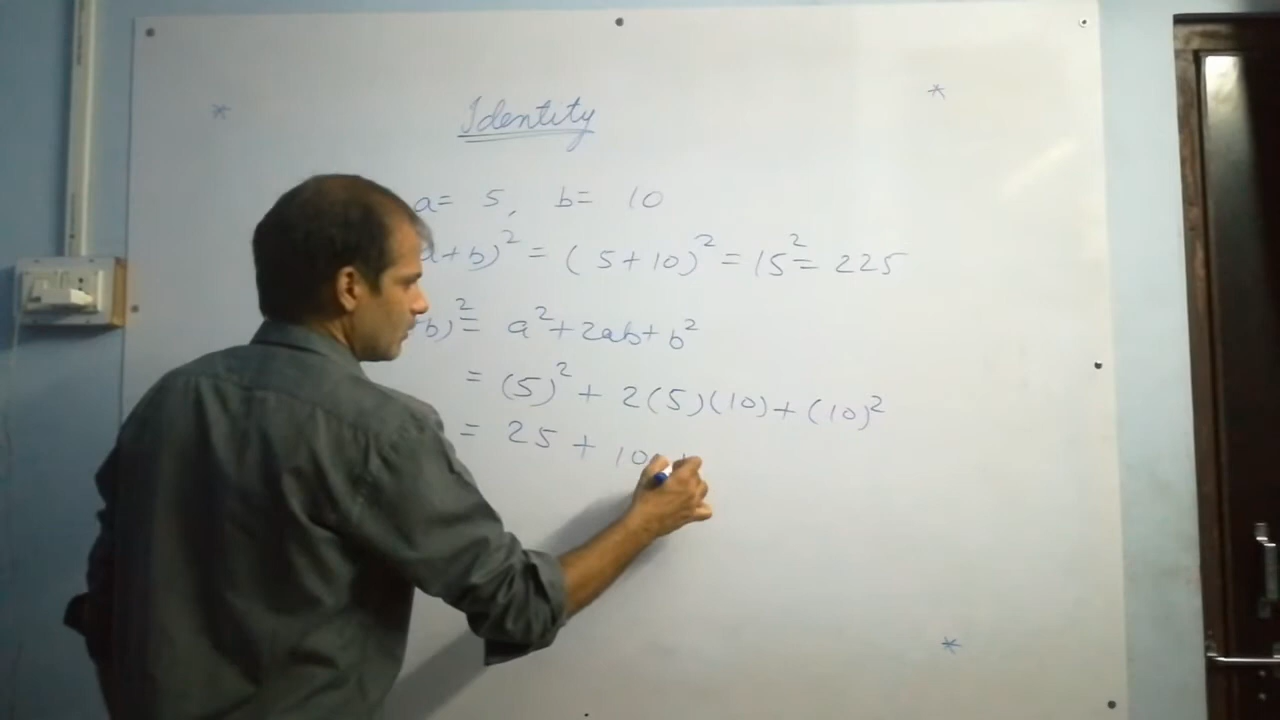 Identity
a= 5, b= 10
a+b)² = (5+10)² = 15² = 225
b)² = a²+2ab+b²
= (5)² + 2(5)(10)+(10)²
= 25 + 10